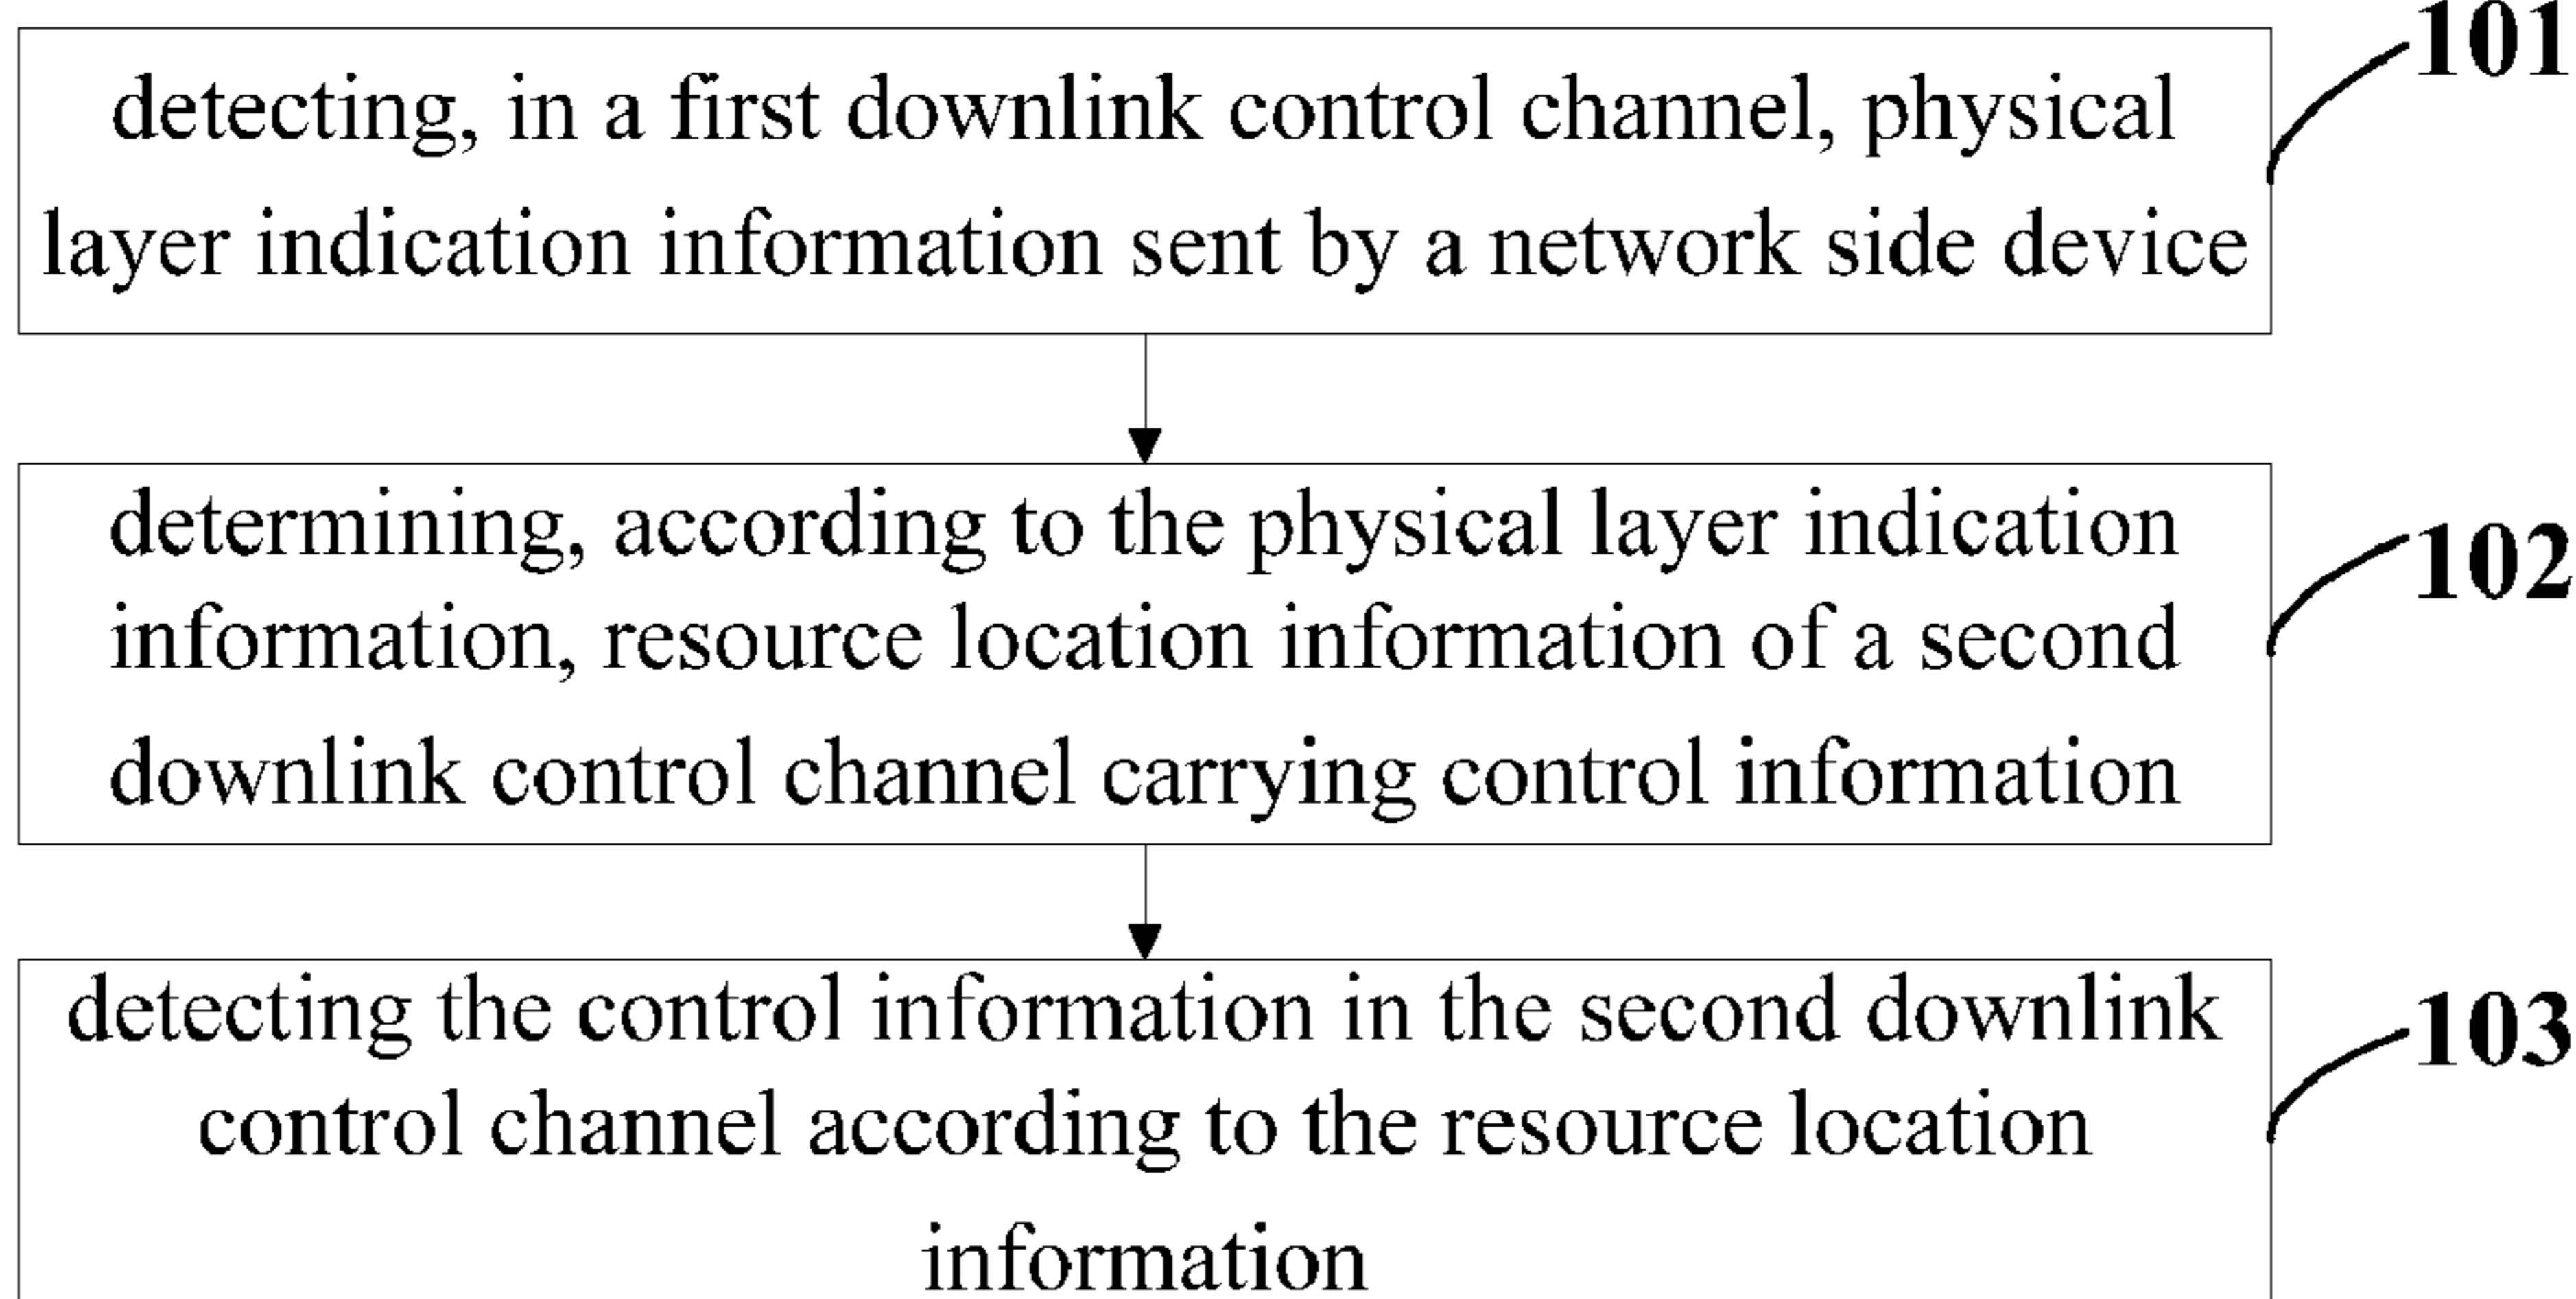 101
detecting, in a first downlink control channel, physical
layer indication information sent by a network side device
determining, according to the physical layer indication
102
information, resource location information of a second
downlink control channel carrying control information
detecting the control information in the second downlink
103
control channel according to the resource location
information